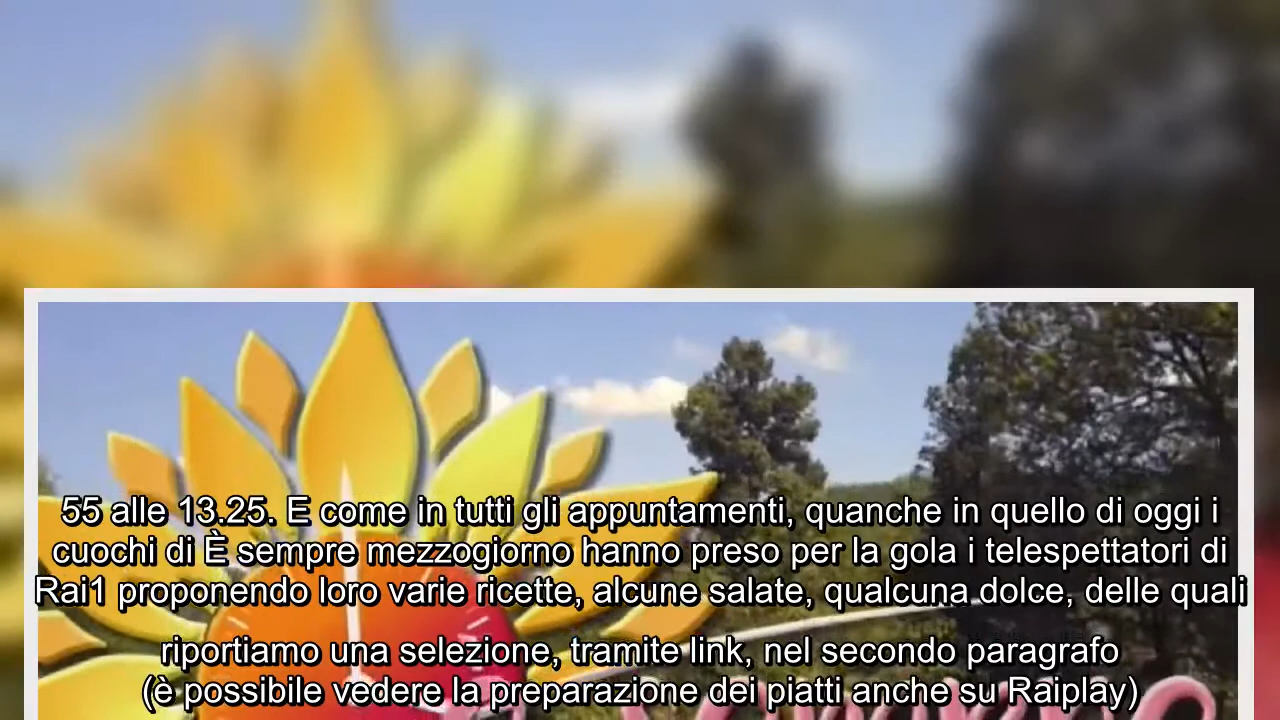 55 alle 13.25. E come in tutti gli appuntamenti, quanche in quello di oggi i
cuochi di È sempre mezzogiorno hanno preso per la gola i telespettatori di
Rai1 proponendo loro varie ricette, alcune salate, qualcuna dolce, delle quali
riportiamo una selezione, tramite link, nel secondo paragrafo
(è possibile vedere la preparazione dei piatti anche su Raiplay)